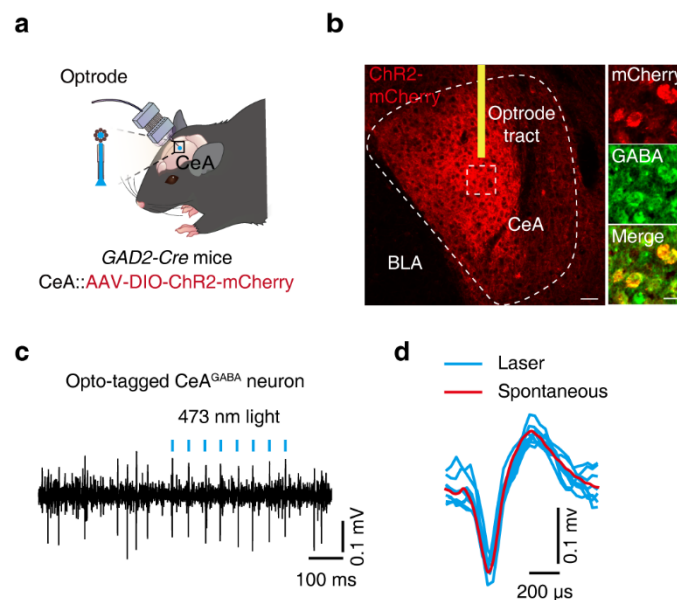 a
Optrode
CeA
GAD2-Cre mice
CeA::AAV-DIO-ChR2-mCherry
b
ChR2-
mCherry
Optrode
tract
CeA
BLA
mCherry
GABA
Merge
c
Opto-tagged CeA^GABA neuron
473 nm light
0.1 mV
100 ms
d
Laser
Spontaneous
0.1 mv
200 µs